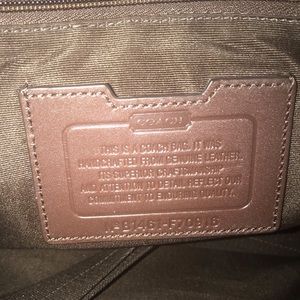 COACH
THIS IS A COACH BAG. IT WAS
HANDCRAFTED FROM GENUINE LEATHER.
ITS SUPERIOR CRAFTSMANSHIP
AND ATTENTION TO DETAIL REFLECT OUR
COMMITMENT TO ENDURING QUALITY.